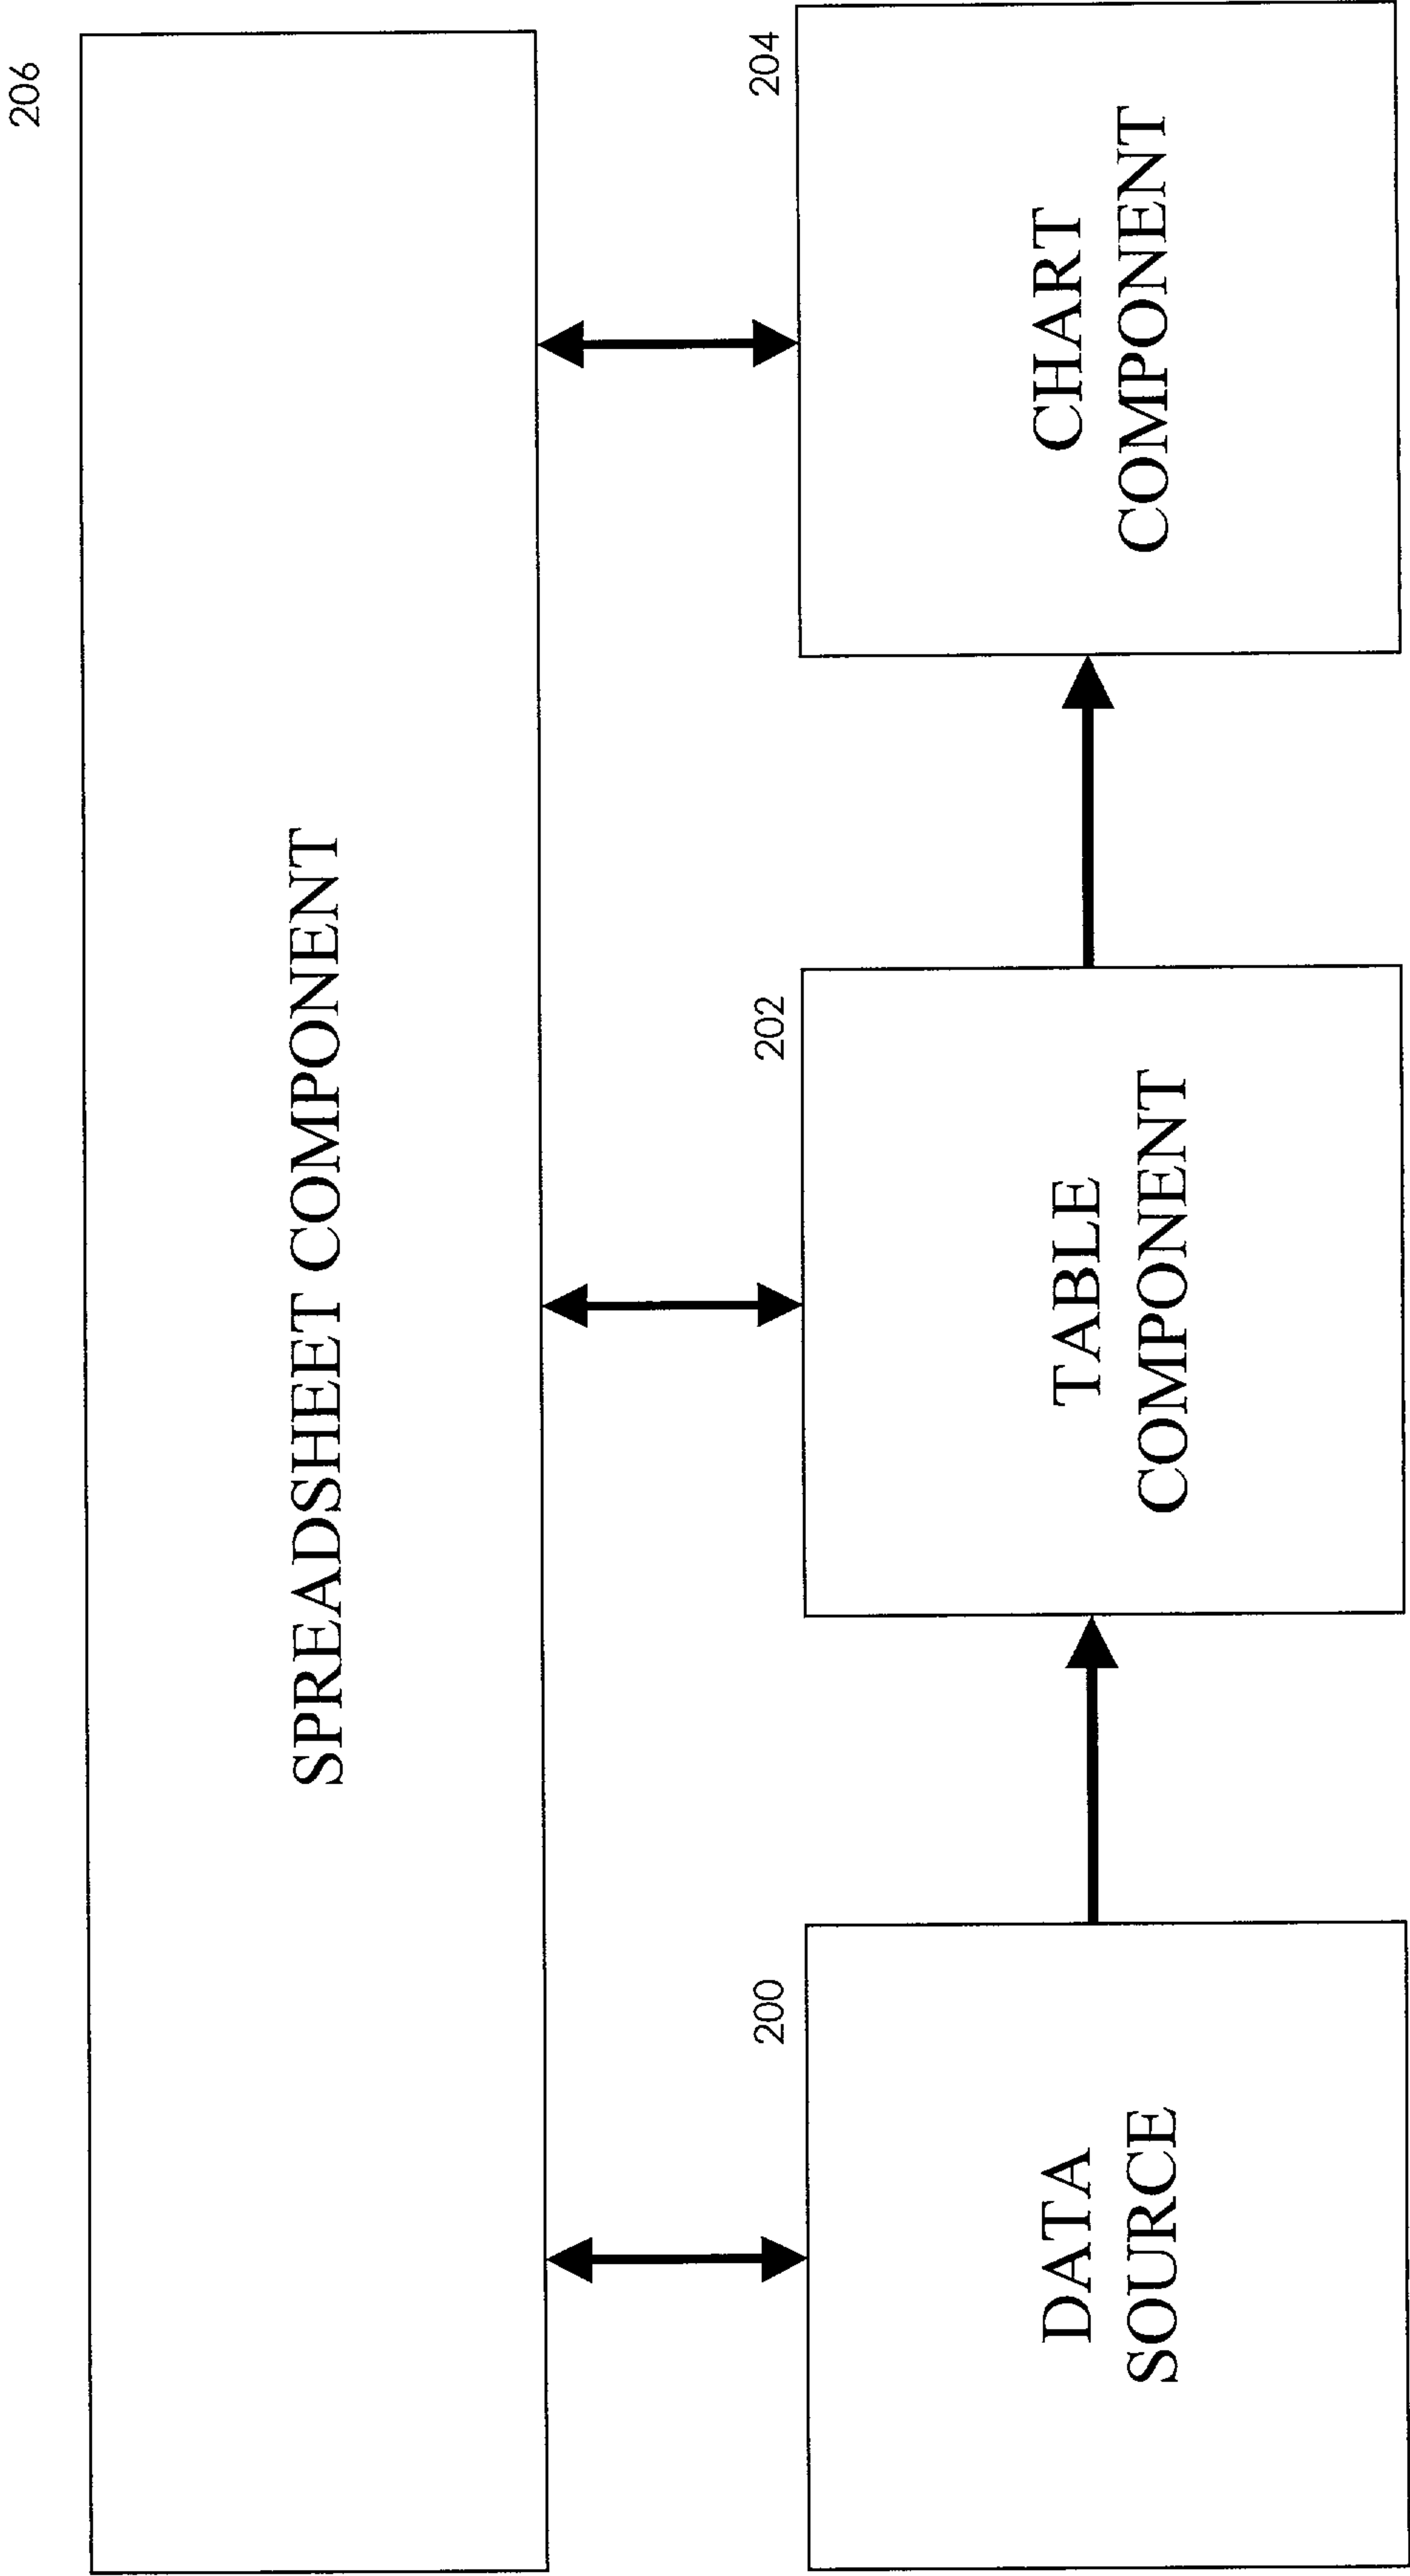 206
SPREADSHEET COMPONENT
200
DATA
SOURCE
202
TABLE
COMPONENT
204
CHART
COMPONENT